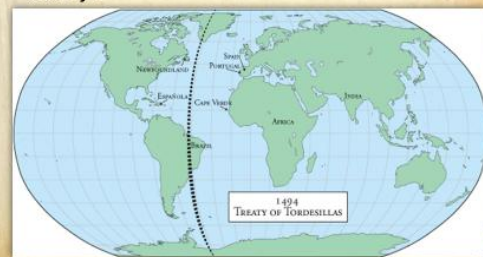 Newfoundland
Spain
Portugal
Española
Cape Verde
India
Africa
Brazil
1494
Treaty of Tordesillas